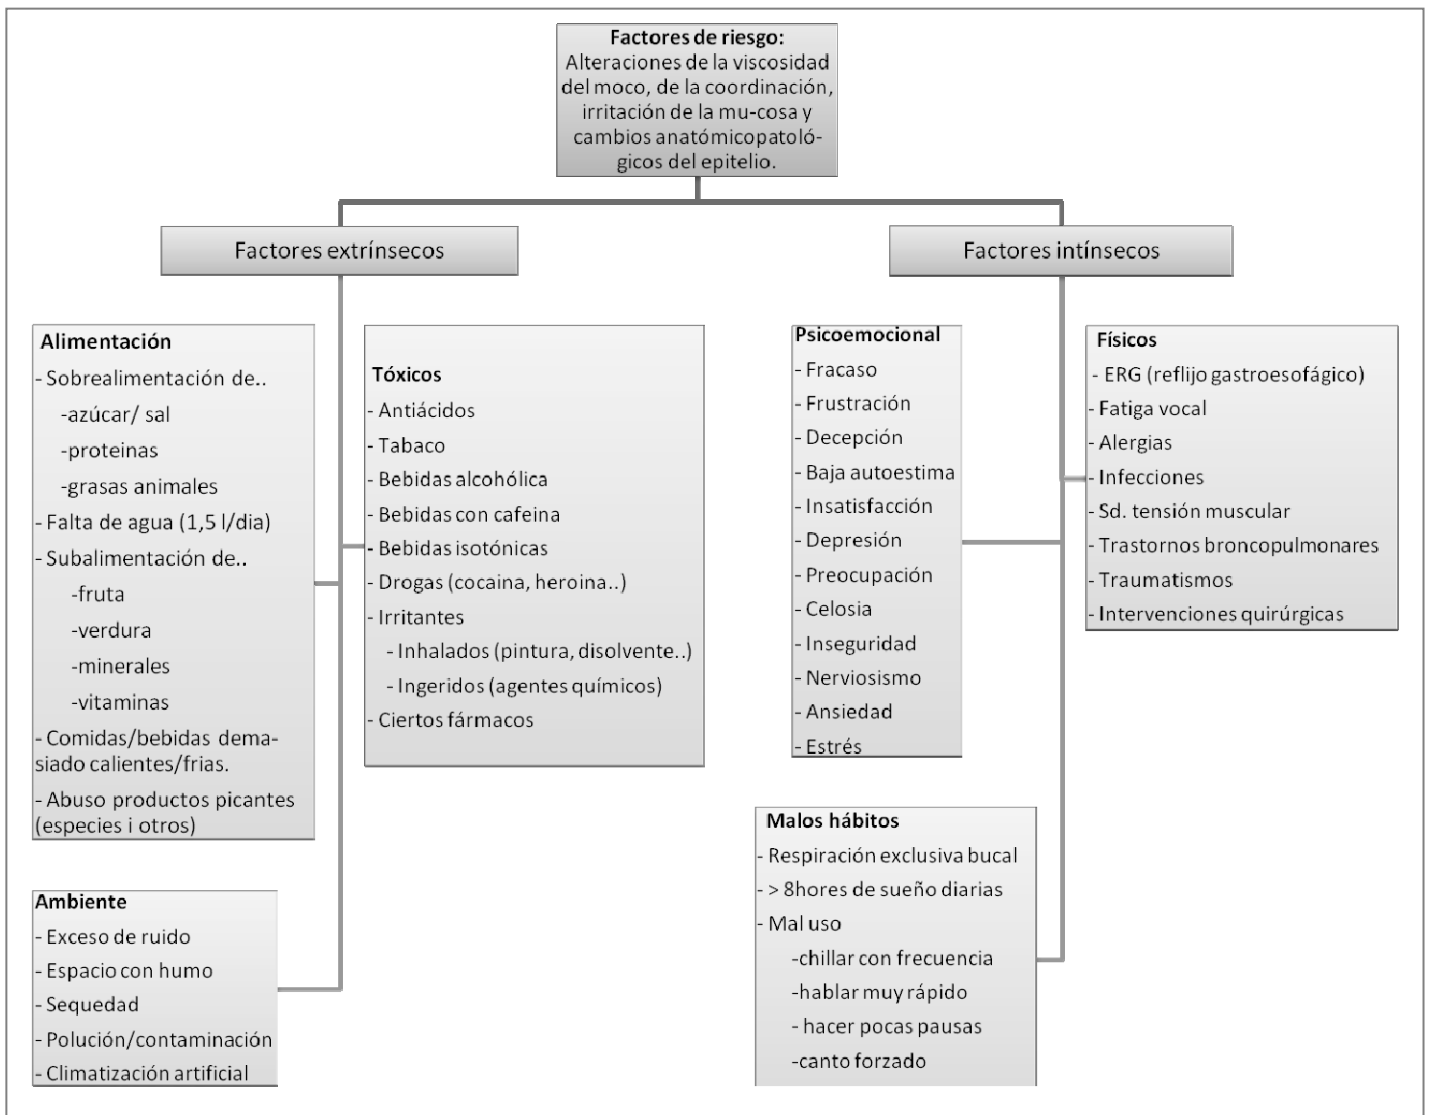 Factores de riesgo:
Alteraciones de la viscosidad
del moco, de la coordinación,
irritación de la mu-cosa y
cambios anatómicopatoló-
gicos del epitelio.
Factores extrínsecos
Factores intínsecos
Alimentación
- Sobrealimentación de..
-azúcar/ sal
-proteinas
-grasas animales
- Falta de agua (1,5 l/dia)
- Subalimentación de..
-fruta
-verdura
-minerales
-vitaminas
- Comidas/bebidas dema-
siado calientes/frias.
- Abuso productos picantes
(especies i otros)
Tóxicos
- Antiácidos
- Tabaco
- Bebidas alcohólica
- Bebidas con cafeina
- Bebidas isotónicas
- Drogas (cocaina, heroina..)
- Irritantes
- Inhalados (pintura, disolvente..)
- Ingeridos (agentes químicos)
- Ciertos fármacos
Ambiente
- Exceso de ruido
- Espacio con humo
- Sequedad
- Polución/contaminación
- Climatización artificial
Psicoemocional
- Fracaso
- Frustración
- Decepción
- Baja autoestima
- Insatisfacción
- Depresión
- Preocupación
- Celosia
- Inseguridad
- Nerviosismo
- Ansiedad
- Estrés
Físicos
- ERG (reflijo gastroesofágico)
- Fatiga vocal
- Alergias
- Infecciones
- Sd. tensión muscular
- Trastornos broncopulmonares
- Traumatismos
- Intervenciones quirúrgicas
Malos hábitos
- Respiración exclusiva bucal
- > 8hores de sueño diarias
- Mal uso
-chillar con frecuencia
-hablar muy rápido
- hacer pocas pausas
-canto forzado